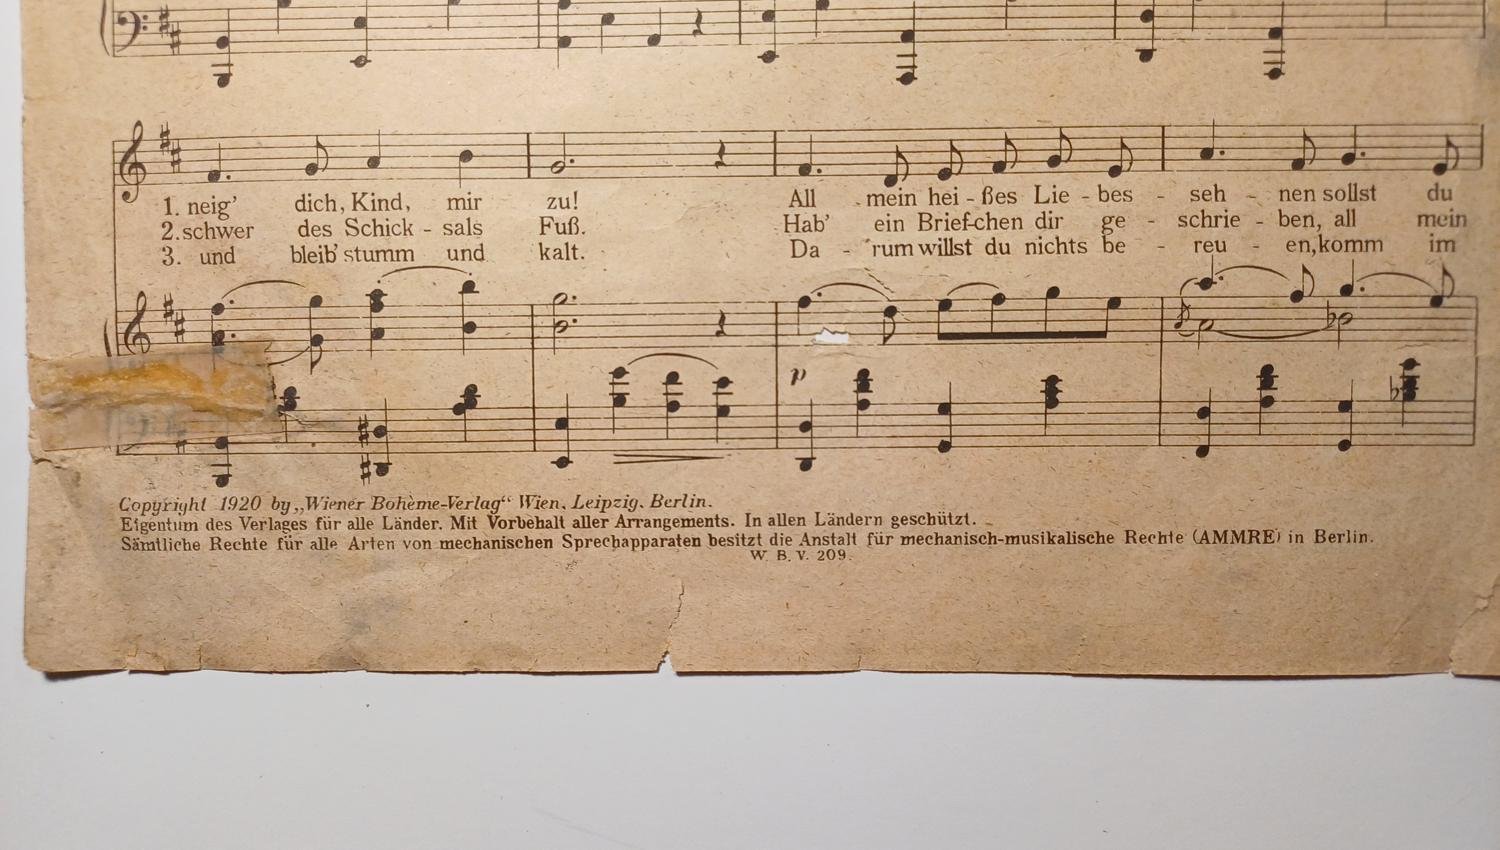 1. neig' dich, Kind, mir zu! All mein hei - ßes Lie - bes - seh - nen sollst du
2. schwer des Schick - sals Fuß. Hab' ein Brief-chen dir ge - schrie - ben, all mein
3. und bleib' stumm und kalt. Da - rum willst du nichts be - reu - en, komm im
p
Copyright 1920 by „Wiener Bohème-Verlag“ Wien, Leipzig, Berlin.
Eigentum des Verlages für alle Länder. Mit Vorbehalt aller Arrangements. In allen Ländern geschützt.
Sämtliche Rechte für alle Arten von mechanischen Sprechapparaten besitzt die Anstalt für mechanisch-musikalische Rechte (AMMRE) in Berlin.
W. B. V. 209.